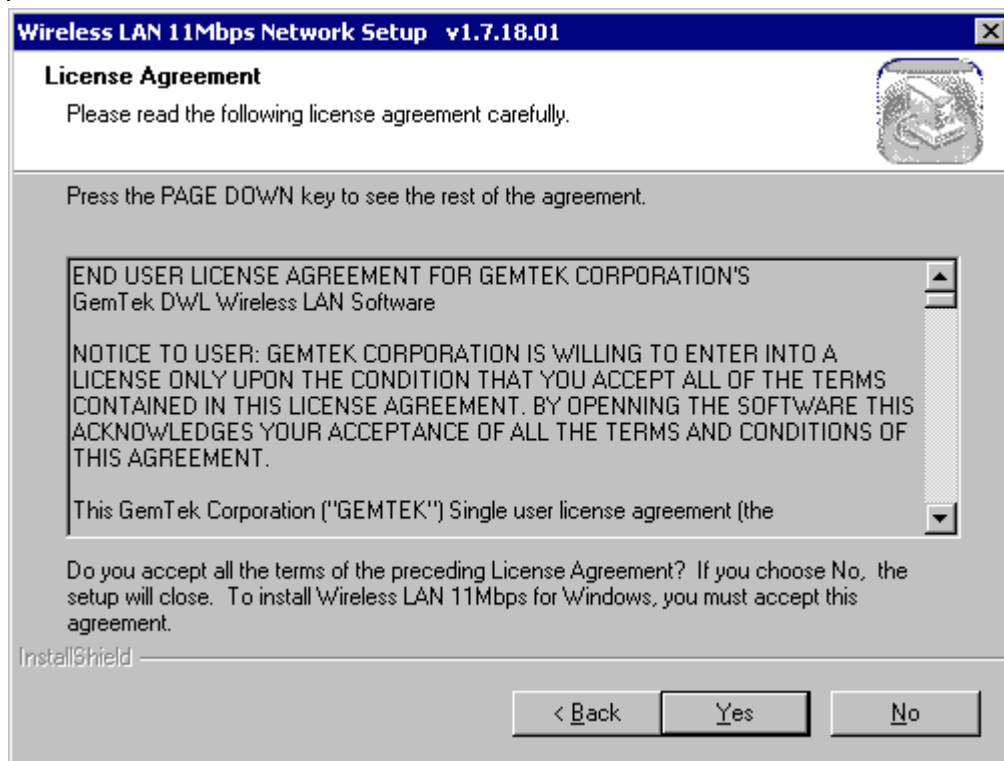 Wireless LAN 11Mbps Network Setup v1.7.18.01
License Agreement
Please read the following license agreement carefully.
Press the PAGE DOWN key to see the rest of the agreement.
END USER LICENSE AGREEMENT FOR GEMTEK CORPORATION'S
GemTek DWL Wireless LAN Software
NOTICE TO USER: GEMTEK CORPORATION IS WILLING TO ENTER INTO A
LICENSE ONLY UPON THE CONDITION THAT YOU ACCEPT ALL OF THE TERMS
CONTAINED IN THIS LICENSE AGREEMENT. BY OPENNING THE SOFTWARE THIS
ACKNOWLEDGES YOUR ACCEPTANCE OF ALL THE TERMS AND CONDITIONS OF
THIS AGREEMENT.
This GemTek Corporation ("GEMTEK") Single user license agreement (the
Do you accept all the terms of the preceding License Agreement? If you choose No, the
setup will close. To install Wireless LAN 11Mbps for Windows, you must accept this
agreement.
InstallShield
< Back Yes No